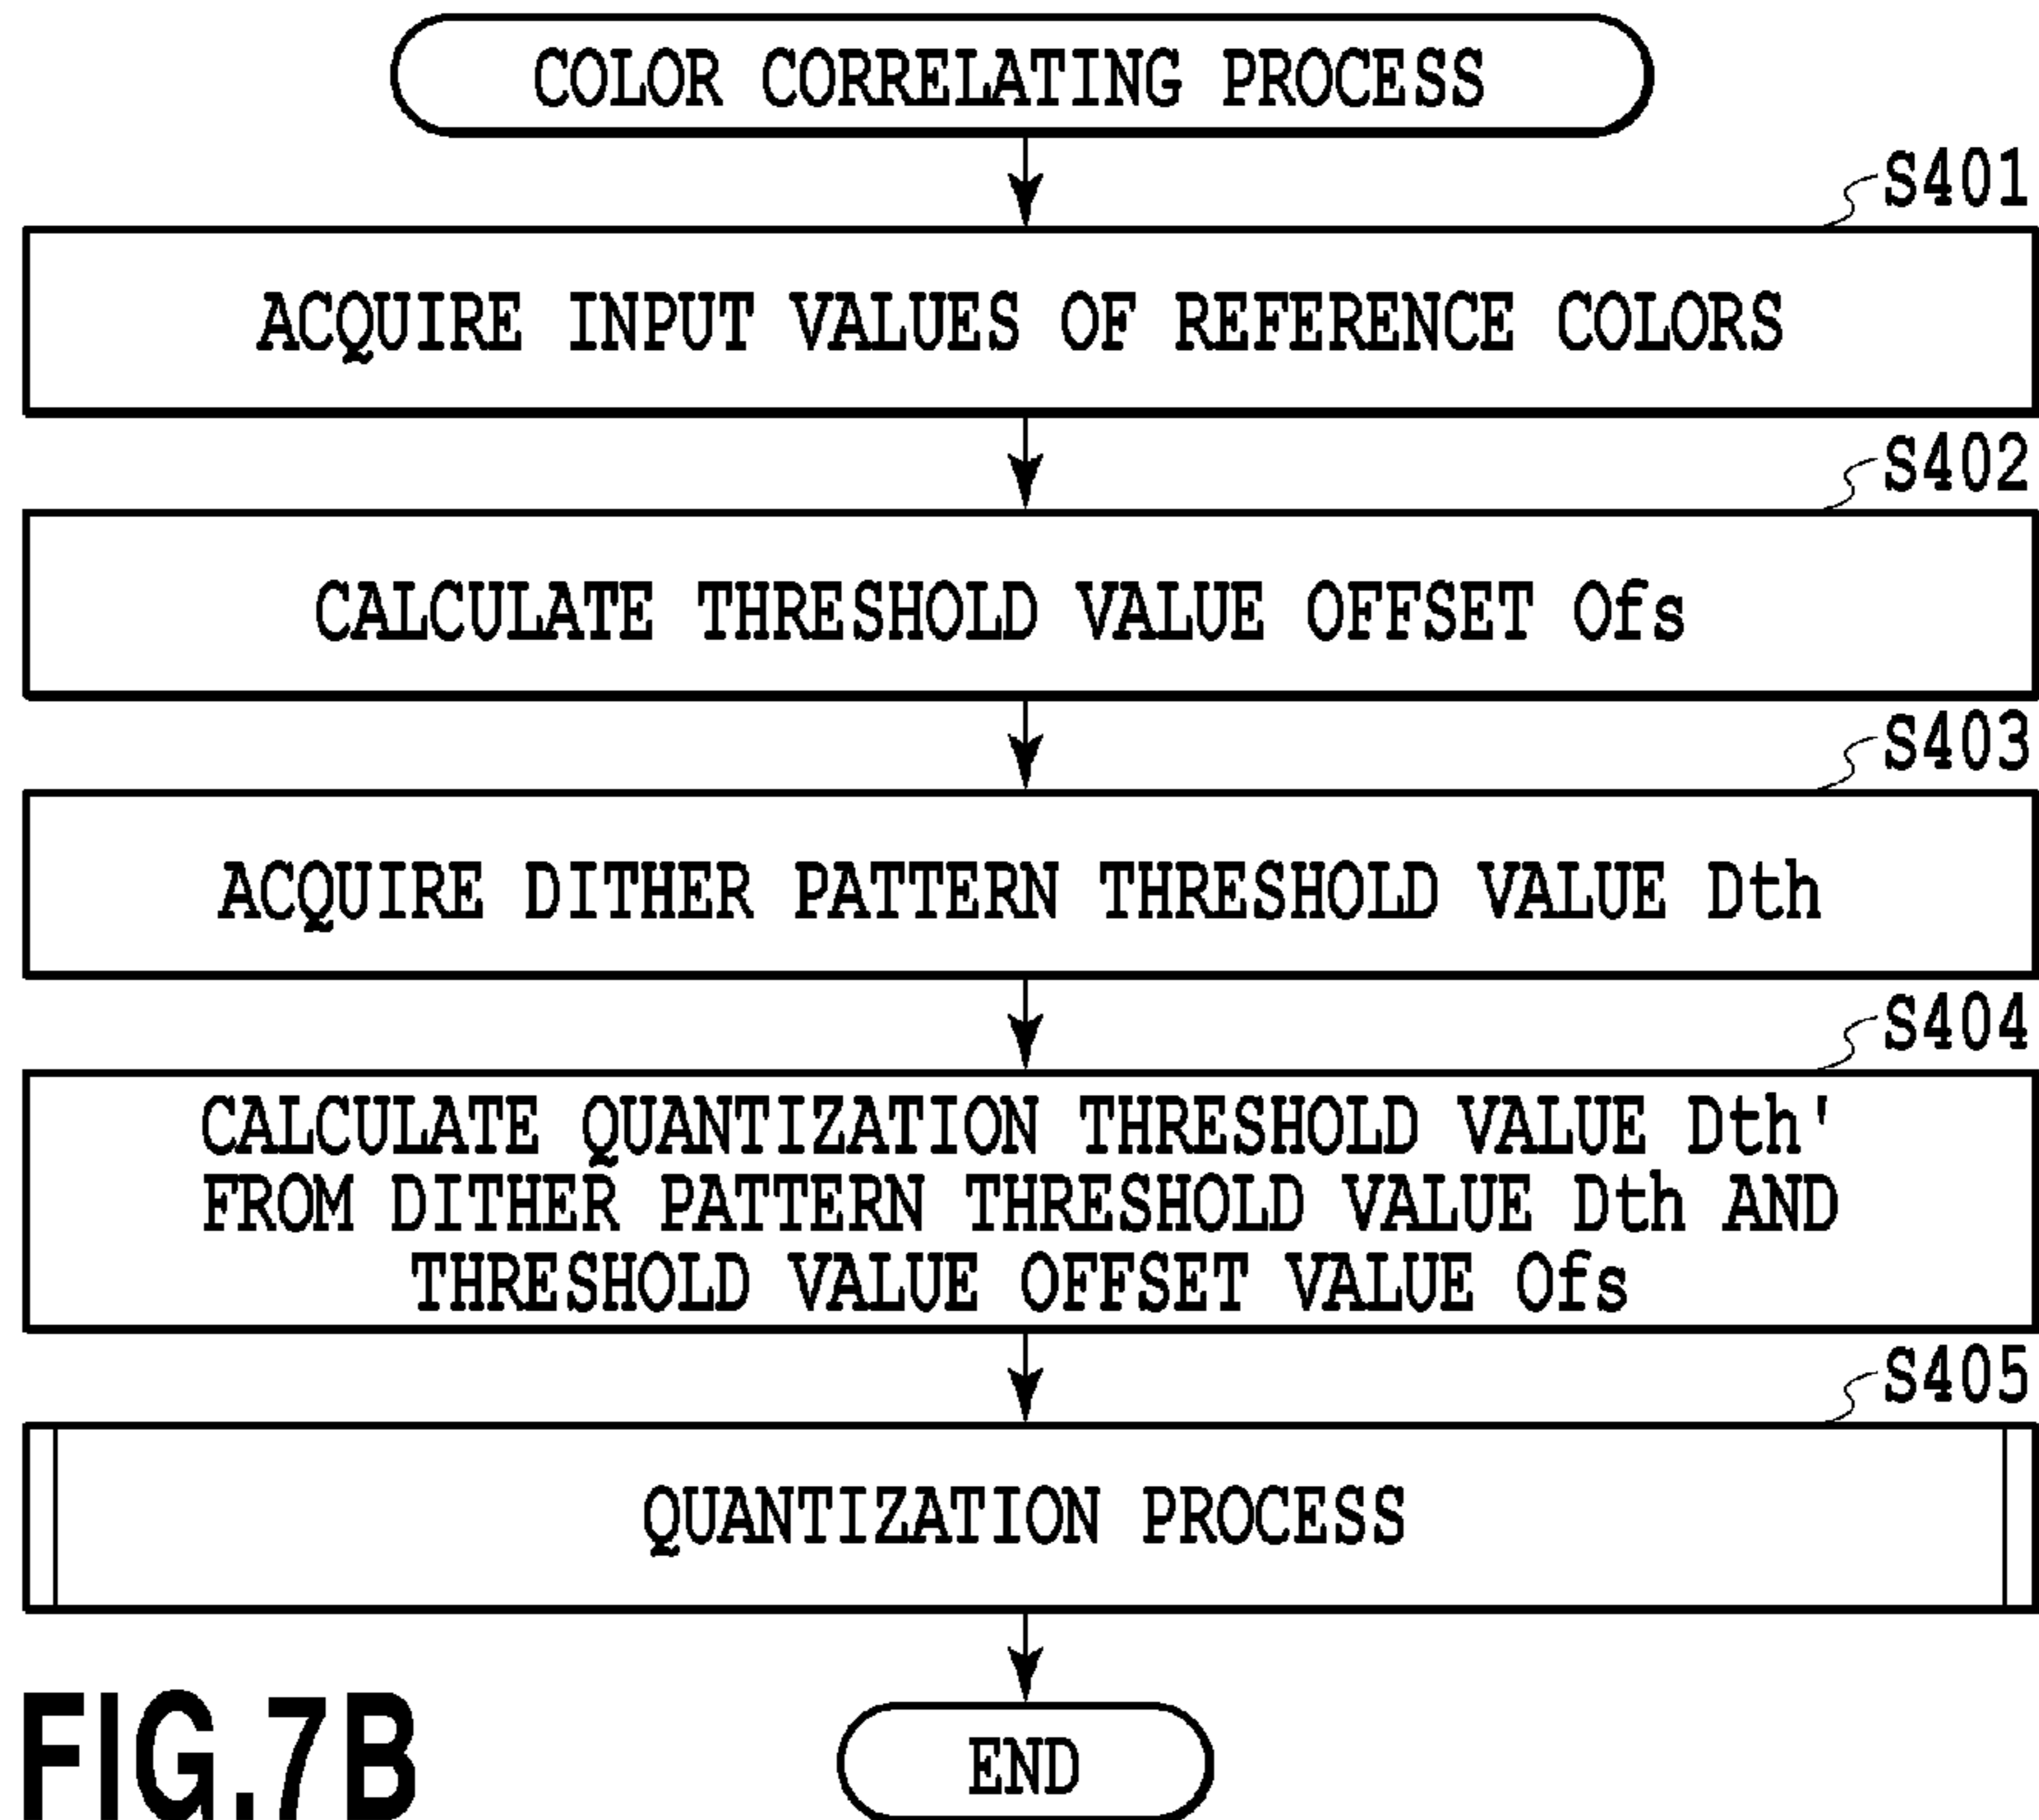 COLOR CORRELATING PROCESS
S401
ACQUIRE INPUT VALUES OF REFERENCE COLORS
S402
CALCULATE THRESHOLD VALUE OFFSET Ofs
S403
ACQUIRE DITHER PATTERN THRESHOLD VALUE Dth
S404
CALCULATE QUANTIZATION THRESHOLD VALUE Dth'
FROM DITHER PATTERN THRESHOLD VALUE Dth AND
THRESHOLD VALUE OFFSET VALUE Ofs
S405
QUANTIZATION PROCESS
END
FIG.7B